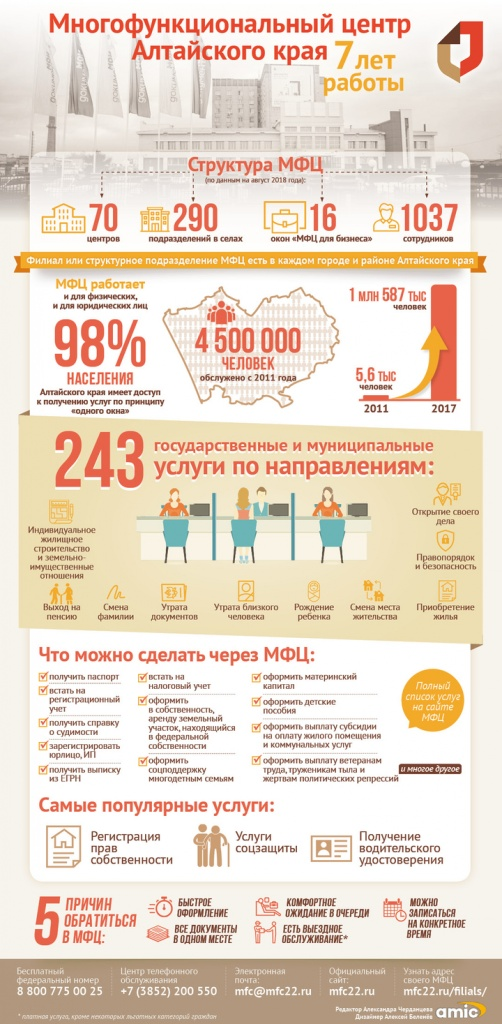 Многофункциональный центр
Алтайского края 7 лет
работы
Структура МФЦ
(по данным на август 2018 года):
70
центров
290
подразделений в селах
16
окон «МФЦ для бизнеса»
1037
сотрудников
Филиал или структурное подразделение МФЦ есть в каждом городе и районе Алтайского края
МФЦ работает
и для физических,
и для юридических лиц
98%
НАСЕЛЕНИЯ
Алтайского края имеет доступ
к получению услуг по принципу
«одного окна»
4 500 000
ЧЕЛОВЕК
обслужено с 2011 года
1 млн 587 тыс
человек
5,6 тыс
человек
2011
2017
243 государственные и муниципальные
услуги по направлениям:
Индивидуальное
жилищное
строительство
и земельно-
имущественные
отношения
Открытие своего
дела
Правопорядок
и безопасность
Выход на
пенсию
Смена
фамилии
Утрата
документов
Утрата близкого
человека
Рождение
ребенка
Смена места
жительства
Приобретение
жилья
Что можно сделать через МФЦ:
получить паспорт
встать на
регистрационный
учет
получить справку
о судимости
зарегистрировать
юрлицо, ИП
получить выписку
из ЕГРН
встать на
налоговый учет
оформить
в собственность,
аренду земельный
участок, находящийся
в федеральной
собственности
оформить
соцподдержку
многодетным семьям
оформить материнский
капитал
оформить детские
пособия
оформить выплату субсидии
на оплату жилого помещения
и коммунальных услуг
оформить выплату ветеранам
труда, труженикам тыла и
жертвам политических репрессий
Полный
список услуг
на сайте
МФЦ
и многое другое
Самые популярные услуги:
Регистрация
прав
собственности
Услуги
соцзащиты
Получение
водительского
удостоверения
5 ПРИЧИН
ОБРАТИТЬСЯ
В МФЦ:
БЫСТРОЕ
ОФОРМЛЕНИЕ
ВСЕ ДОКУМЕНТЫ
В ОДНОМ МЕСТЕ
КОМФОРТНОЕ
ОЖИДАНИЕ В ОЧЕРЕДИ
ЕСТЬ ВЫЕЗДНОЕ
ОБСЛУЖИВАНИЕ*
МОЖНО
ЗАПИСАТЬСЯ
НА КОНКРЕТНОЕ
ВРЕМЯ
Бесплатный
федеральный номер
8 800 775 00 25
Центр телефонного
обслуживания
+7 (3852) 200 550
Электронная
почта:
mfc@mfc22.ru
Официальный
сайт:
mfc22.ru
Узнать адрес
своего МФЦ
mfc22.ru/filials/
* платная услуга, кроме некоторых льготных категорий граждан
Редактор Александра Черданцева
Дизайнер Алексей Беляев
amic